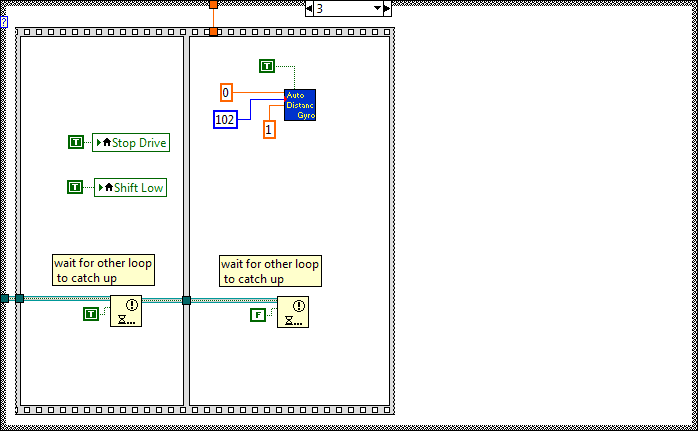 3
?
T
0
Auto
Distanc
Gyro
102
1
T
Stop Drive
T
Shift Low
wait for other loop
to catch up
wait for other loop
to catch up
T
...
F
...